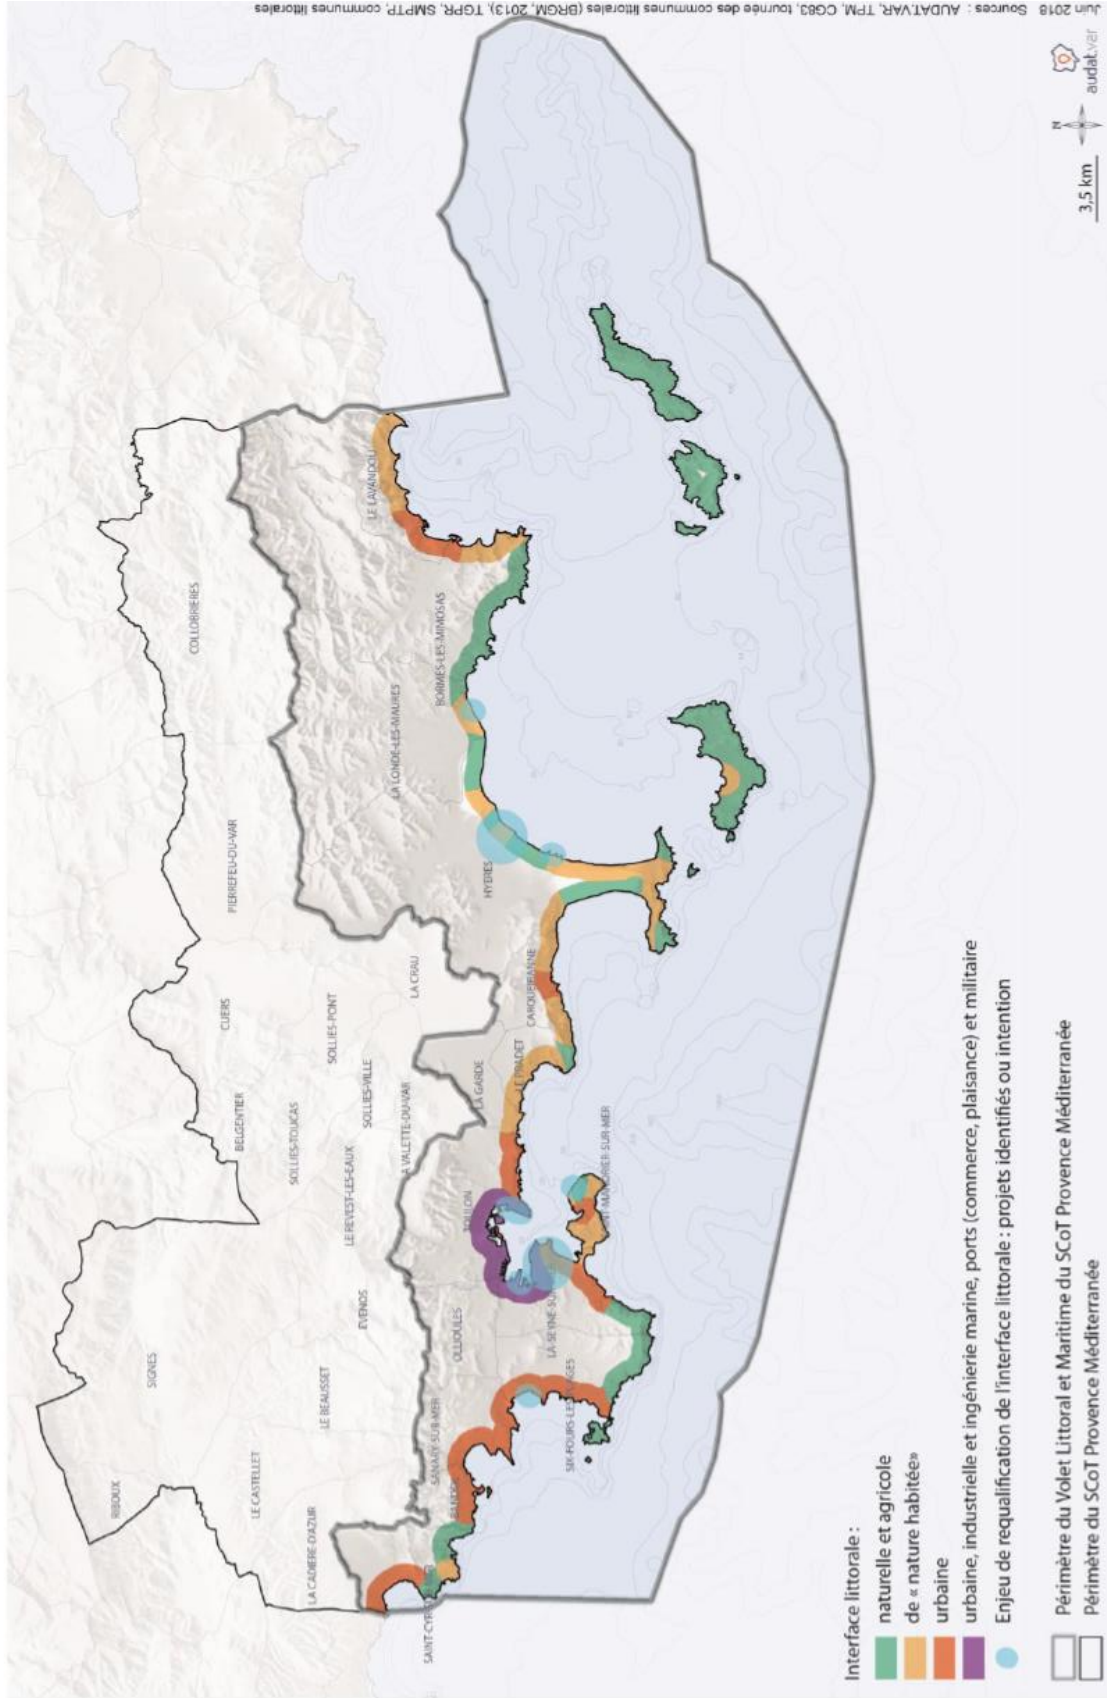 RIBOUX
SIGNES
LE CASTELLET
LA CADIERE-D'AZUR
LE BEAUSSET
EVENOS
LE REVEST-LES-EAUX
BELGENTIER
SOLLIES-TOUCAS
SOLLIES-VILLE
SOLLIES-PONT
CUERS
LA VALETTE-DU-VAR
LA CRAU
PIERREFEU-DU-VAR
COLLOBRIERES
SAINT-CYR
SANARY-SUR-MER
OLLIOULES
SIX-FOURS-LES-PLAGES
LA-SEYNE-SUR
TOULON
LA GARDE
LE PRADET
CARQUEIRANNE
HYERES
LA LONDE-LES-MAURES
BORMES-LES-MIMOSAS
LE LAVANDOU
Interface littorale :
naturelle et agricole
de « nature habitée»
urbaine
urbaine, industrielle et ingénierie marine, ports (commerce, plaisance) et militaire
Enjeu de requalification de l'interface littorale : projets identifiés ou intention
Périmètre du Volet Littoral et Maritime du SCoT Provence Méditerranée
Périmètre du SCoT Provence Méditerranée
3,5 km
N
audat.var
Juin 2018 Sources : AUDAT.VAR, TPM, CG83, tournée des communes littorales (BRGM, 2013), TGPR, SMPTP, communes littorales